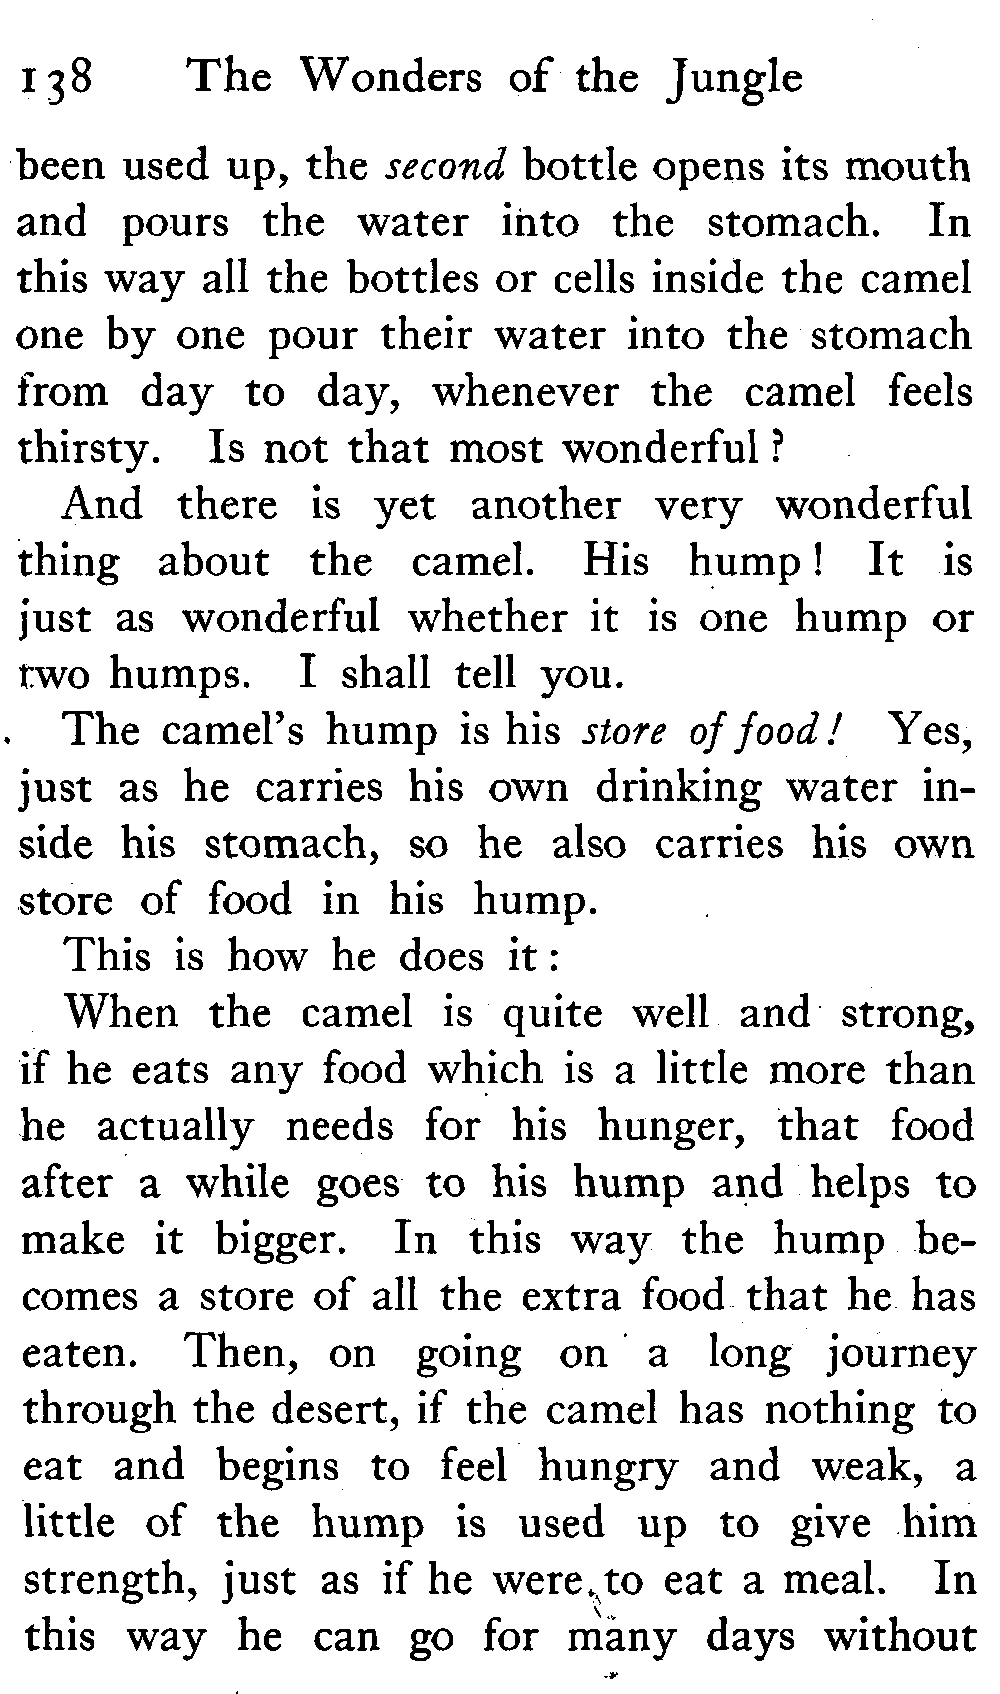 138 The Wonders of the Jungle
been used up, the second bottle opens its mouth
and pours the water into the stomach. In
this way all the bottles or cells inside the camel
one by one pour their water into the stomach
from day to day, whenever the camel feels
thirsty. Is not that most wonderful?
And there is yet another very wonderful
thing about the camel. His hump! It is
just as wonderful whether it is one hump or
two humps. I shall tell you.
The camel's hump is his store of food! Yes,
just as he carries his own drinking water in-
side his stomach, so he also carries his own
store of food in his hump.
This is how he does it:
When the camel is quite well and strong,
if he eats any food which is a little more than
he actually needs for his hunger, that food
after a while goes to his hump and helps to
make it bigger. In this way the hump be-
comes a store of all the extra food that he has
eaten. Then, on going on a long journey
through the desert, if the camel has nothing to
eat and begins to feel hungry and weak, a
little of the hump is used up to give him
strength, just as if he were to eat a meal. In
this way he can go for many days without